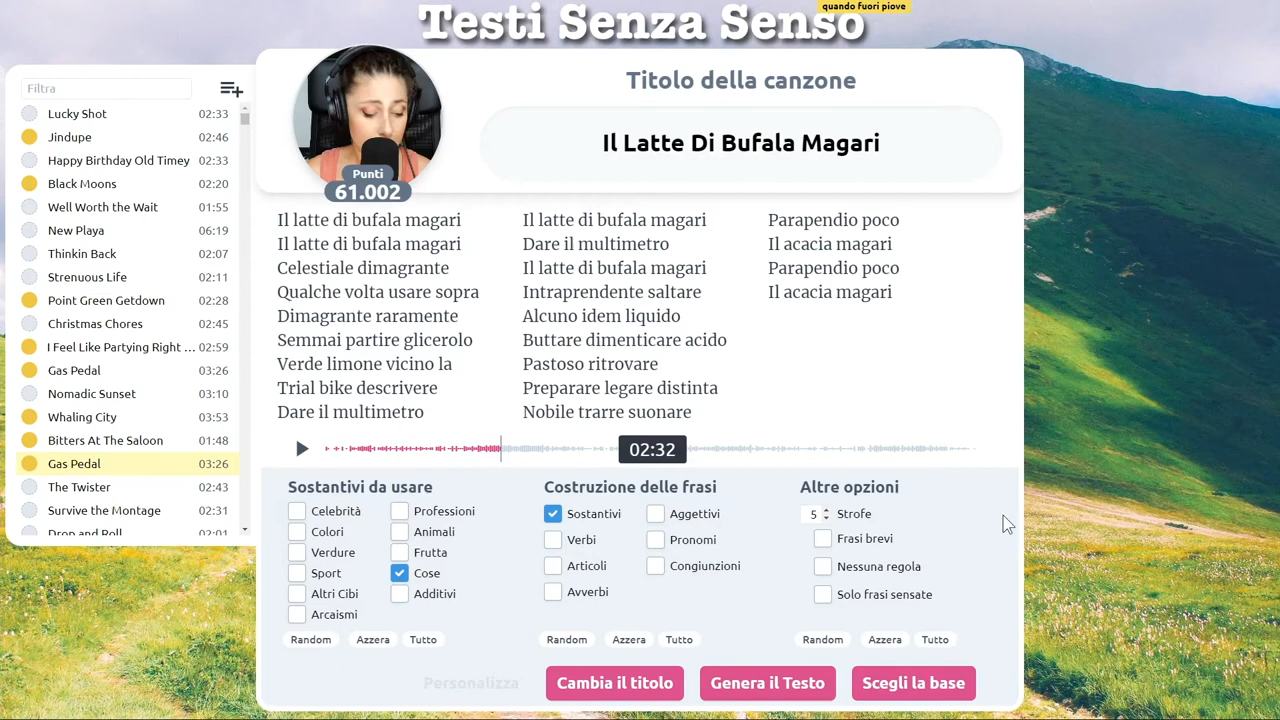 Testi Senza Senso
quando fuori piove
Filtra
Lucky Shot 02:33
Jindupe 02:46
Happy Birthday Old Timey 02:33
Black Moons 02:20
Well Worth the Wait 01:55
New Playa 06:19
Thinkin Back 02:07
Strenuous Life 02:11
Point Green Getdown 02:28
Christmas Chores 02:45
I Feel Like Partying Right ... 02:59
Gas Pedal 03:26
Nomadic Sunset 03:10
Whaling City 03:53
Bitters At The Saloon 01:48
Gas Pedal 03:26
The Twister 02:43
Survive the Montage 02:31
Drop and Roll 02:01
Punti
61.002
Titolo della canzone
Il Latte Di Bufala Magari
Il latte di bufala magari
Il latte di bufala magari
Celestiale dimagrante
Qualche volta usare sopra
Dimagrante raramente
Semmai partire glicerolo
Verde limone vicino la
Trial bike descrivere
Dare il multimetro
Il latte di bufala magari
Dare il multimetro
Il latte di bufala magari
Intraprendente saltare
Alcuno idem liquido
Buttare dimenticare acido
Pastoso ritrovare
Preparare legare distinta
Nobile trarre suonare
Parapendio poco
Il acacia magari
Parapendio poco
Il acacia magari
02:32
Sostantivi da usare
Celebrità Professioni
Colori Animali
Verdure Frutta
Sport Cose
Altri Cibi Additivi
Arcaismi
Random Azzera Tutto
Costruzione delle frasi
Sostantivi Aggettivi
Verbi Pronomi
Articoli Congiunzioni
Avverbi
Random Azzera Tutto
Altre opzioni
5 Strofe
Frasi brevi
Nessuna regola
Solo frasi sensate
Random Azzera Tutto
Personalizza
Cambia il titolo
Genera il Testo
Scegli la base